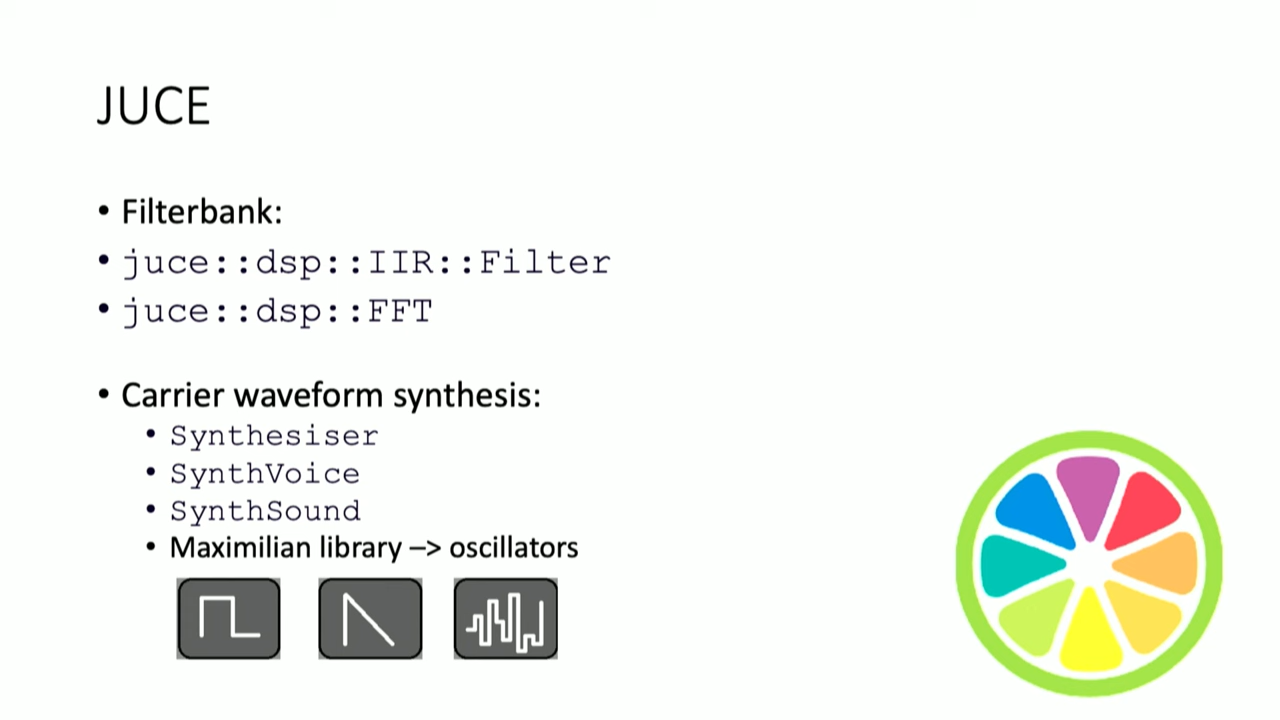 JUCE
• Filterbank:
• juce::dsp::IIR::Filter
• juce::dsp::FFT
• Carrier waveform synthesis:
• Synthesiser
• SynthVoice
• SynthSound
• Maximilian library –> oscillators